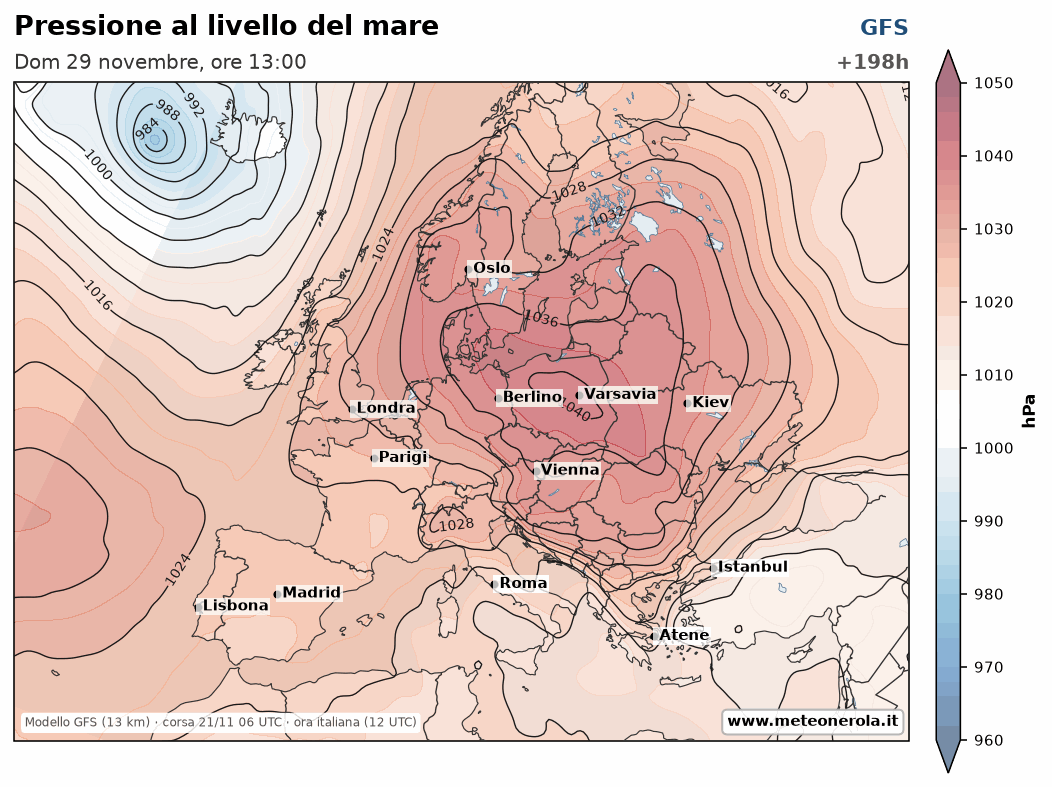 Pressione al livello del mare
GFS
Dom 29 novembre, ore 13:00
+198h
016
12
992
988
984
1000
1028
1032
1024
Oslo
1016
1036
Londra
Berlino
Varsavia
Kiev
1040
Parigi
Vienna
1028
1024
Roma
Istanbul
Madrid
Lisbona
Atene
Modello GFS (13 km) · corsa 21/11 06 UTC · ora italiana (12 UTC)
www.meteonerola.it
1050
1040
1030
1020
1010
1000
990
980
970
960
hPa